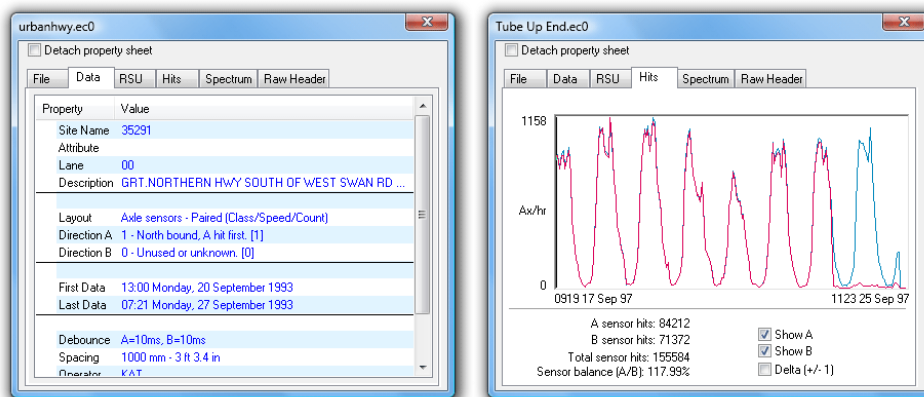 urbanhwy.ec0
Detach property sheet
File Data RSU Hits Spectrum Raw Header
Property Value
Site Name 35291
Attribute
Lane 00
Description GRT.NORTHERN HWY SOUTH OF WEST SWAN RD ...
Layout Axle sensors - Paired (Class/Speed/Count)
Direction A 1 - North bound, A hit first. [1]
Direction B 0 - Unused or unknown. [0]
First Data 13:00 Monday, 20 September 1993
Last Data 07:21 Monday, 27 September 1993
Debounce A=10ms, B=10ms
Spacing 1000 mm - 3 ft 3.4 in
Operator KAT
Tube Up End.ec0
Detach property sheet
File Data RSU Hits Spectrum Raw Header
1158
Ax/hr
0
0919 17 Sep 97 1123 25 Sep 97
A sensor hits: 84212
B sensor hits: 71372
Total sensor hits: 155584
Sensor balance (A/B): 117.99%
Show A
Show B
Delta (+/- 1)